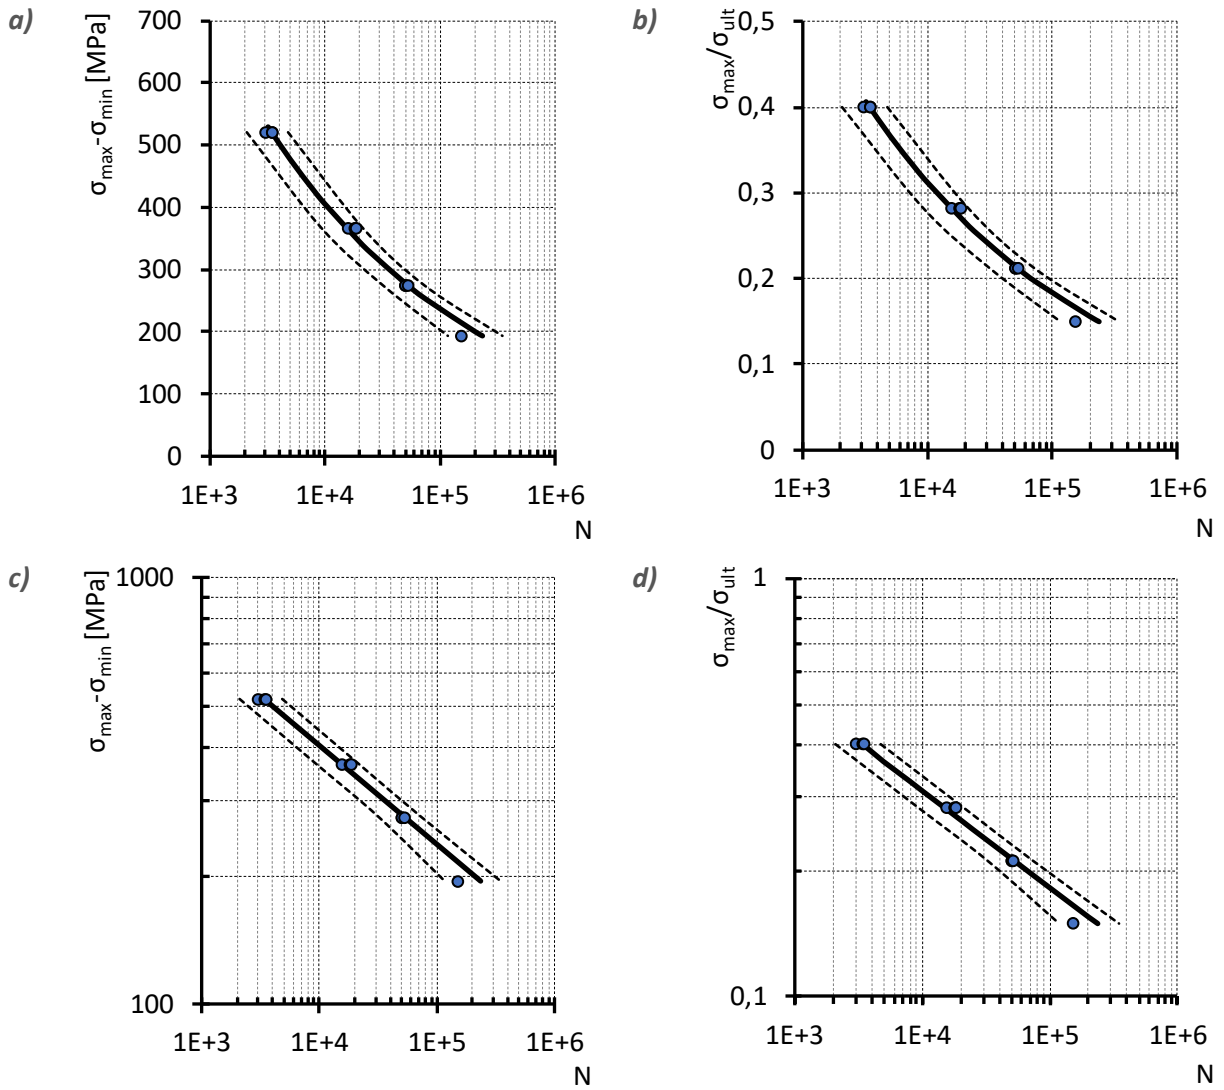 a)
σmax-σmin [MPa]
700
600
500
400
300
200
100
0
1E+3 1E+4 1E+5 1E+6
N
b)
σmax/σult
0,5
0,4
0,3
0,2
0,1
0
1E+3 1E+4 1E+5 1E+6
N
c)
σmax-σmin [MPa]
1000
100
1E+3 1E+4 1E+5 1E+6
N
d)
σmax/σult
1
0,1
1E+3 1E+4 1E+5 1E+6
N